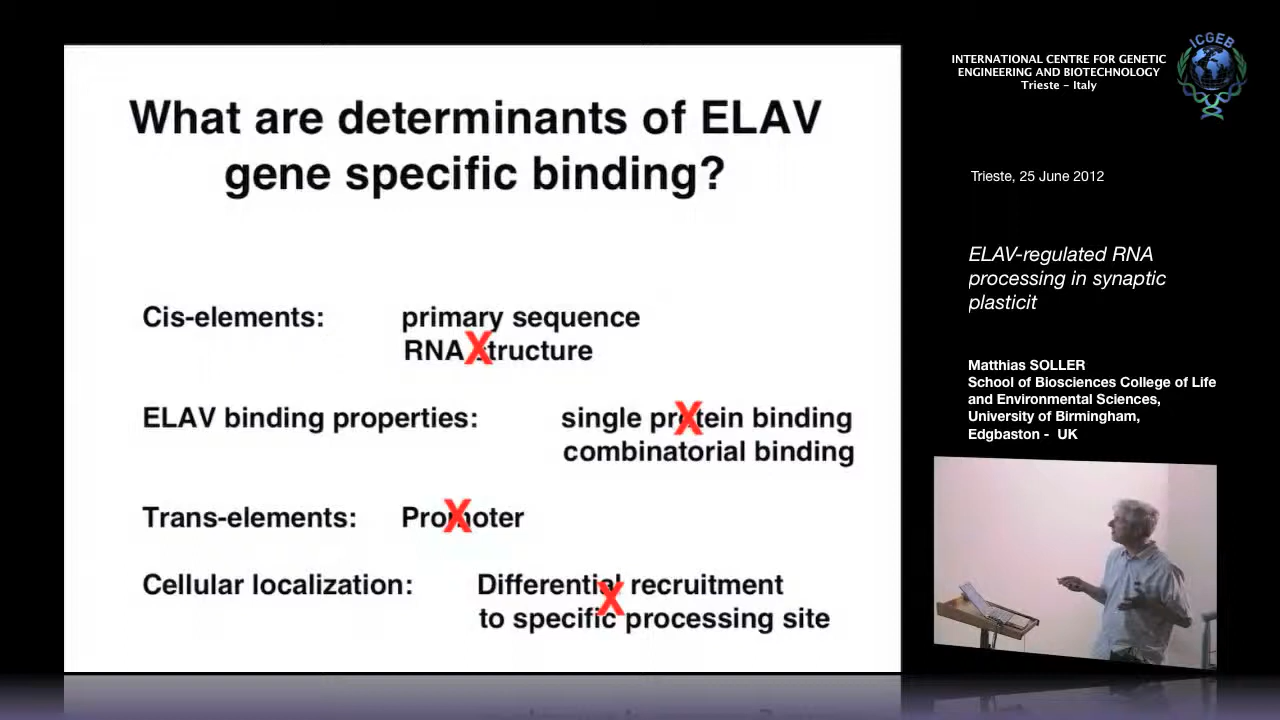 What are determinants of ELAV
gene specific binding?
Cis-elements: primary sequence
RNA structure
ELAV binding properties: single protein binding
combinatorial binding
Trans-elements: Promoter
Cellular localization: Differential recruitment
to specific processing site
X
X
X
X
ICGEB
INTERNATIONAL CENTRE FOR GENETIC
ENGINEERING AND BIOTECHNOLOGY
Trieste - Italy
Trieste, 25 June 2012
ELAV-regulated RNA
processing in synaptic
plasticit
Matthias SOLLER
School of Biosciences College of Life
and Environmental Sciences,
University of Birmingham,
Edgbaston - UK